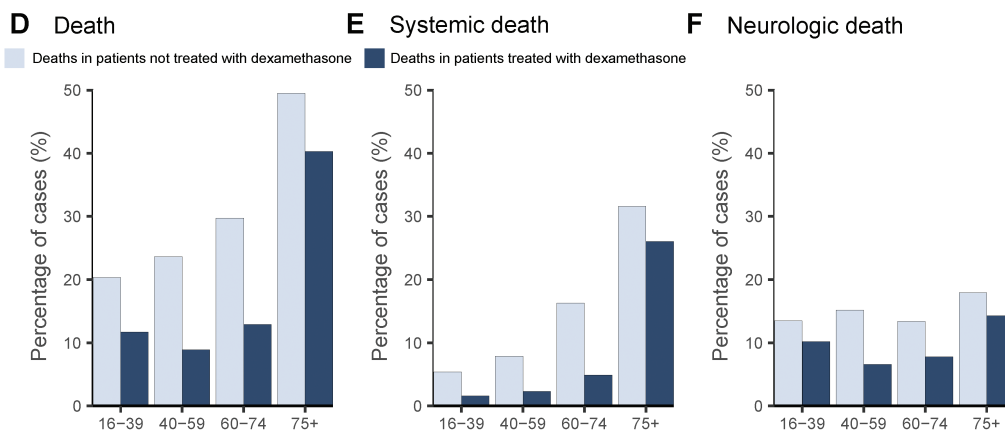 D Death
E Systemic death
F Neurologic death
Deaths in patients not treated with dexamethasone
Deaths in patients treated with dexamethasone
Percentage of cases (%)
50
40
30
20
10
0
16−39 40−59 60−74 75+
Percentage of cases (%)
50
40
30
20
10
0
16−39 40−59 60−74 75+
Percentage of cases (%)
50
40
30
20
10
0
16−39 40−59 60−74 75+